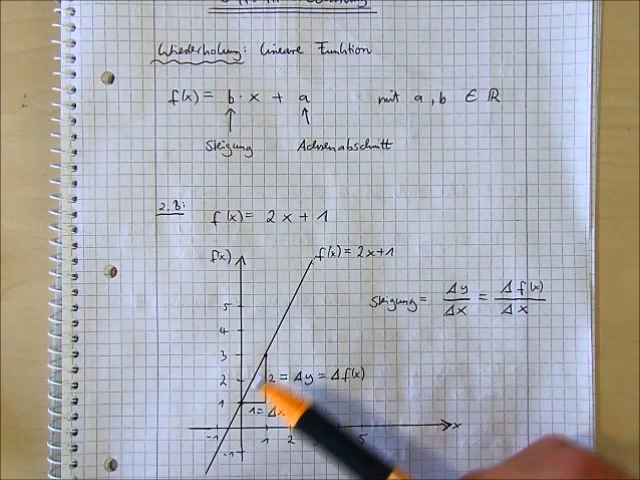 Wiederholung: Lineare Funktion
f(x) = b · x + a mit a, b ∈ ℝ
Steigung Achsenabschnitt
z.B: f(x) = 2x + 1
f(x) f(x) = 2x+1
Steigung = Δy/Δx = Δf(x)/Δx
5
4
3
2 2 = Δy = Δf(x)
1 1 = Δx
-1 1 2 3 5 x
-1